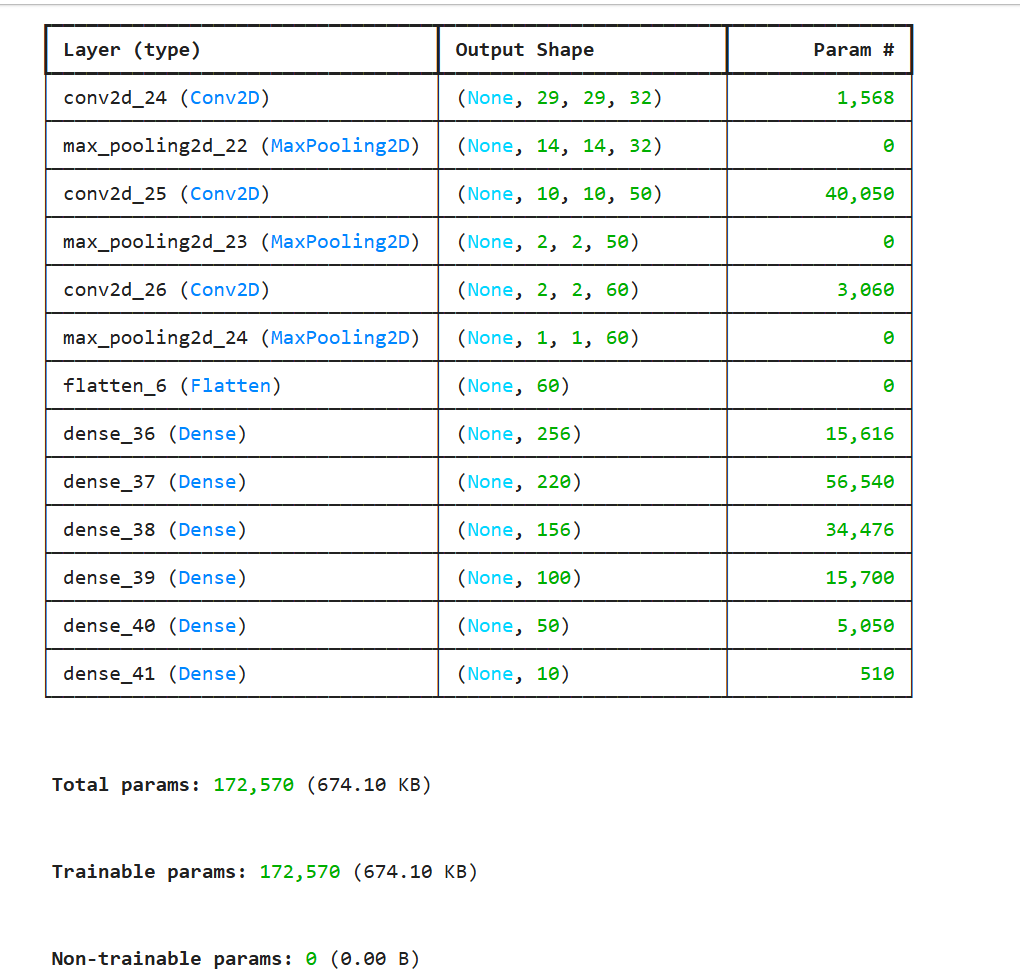 Layer (type) Output Shape Param #
conv2d_24 (Conv2D) (None, 29, 29, 32) 1,568
max_pooling2d_22 (MaxPooling2D) (None, 14, 14, 32) 0
conv2d_25 (Conv2D) (None, 10, 10, 50) 40,050
max_pooling2d_23 (MaxPooling2D) (None, 2, 2, 50) 0
conv2d_26 (Conv2D) (None, 2, 2, 60) 3,060
max_pooling2d_24 (MaxPooling2D) (None, 1, 1, 60) 0
flatten_6 (Flatten) (None, 60) 0
dense_36 (Dense) (None, 256) 15,616
dense_37 (Dense) (None, 220) 56,540
dense_38 (Dense) (None, 156) 34,476
dense_39 (Dense) (None, 100) 15,700
dense_40 (Dense) (None, 50) 5,050
dense_41 (Dense) (None, 10) 510
Total params: 172,570 (674.10 KB)
Trainable params: 172,570 (674.10 KB)
Non-trainable params: 0 (0.00 B)